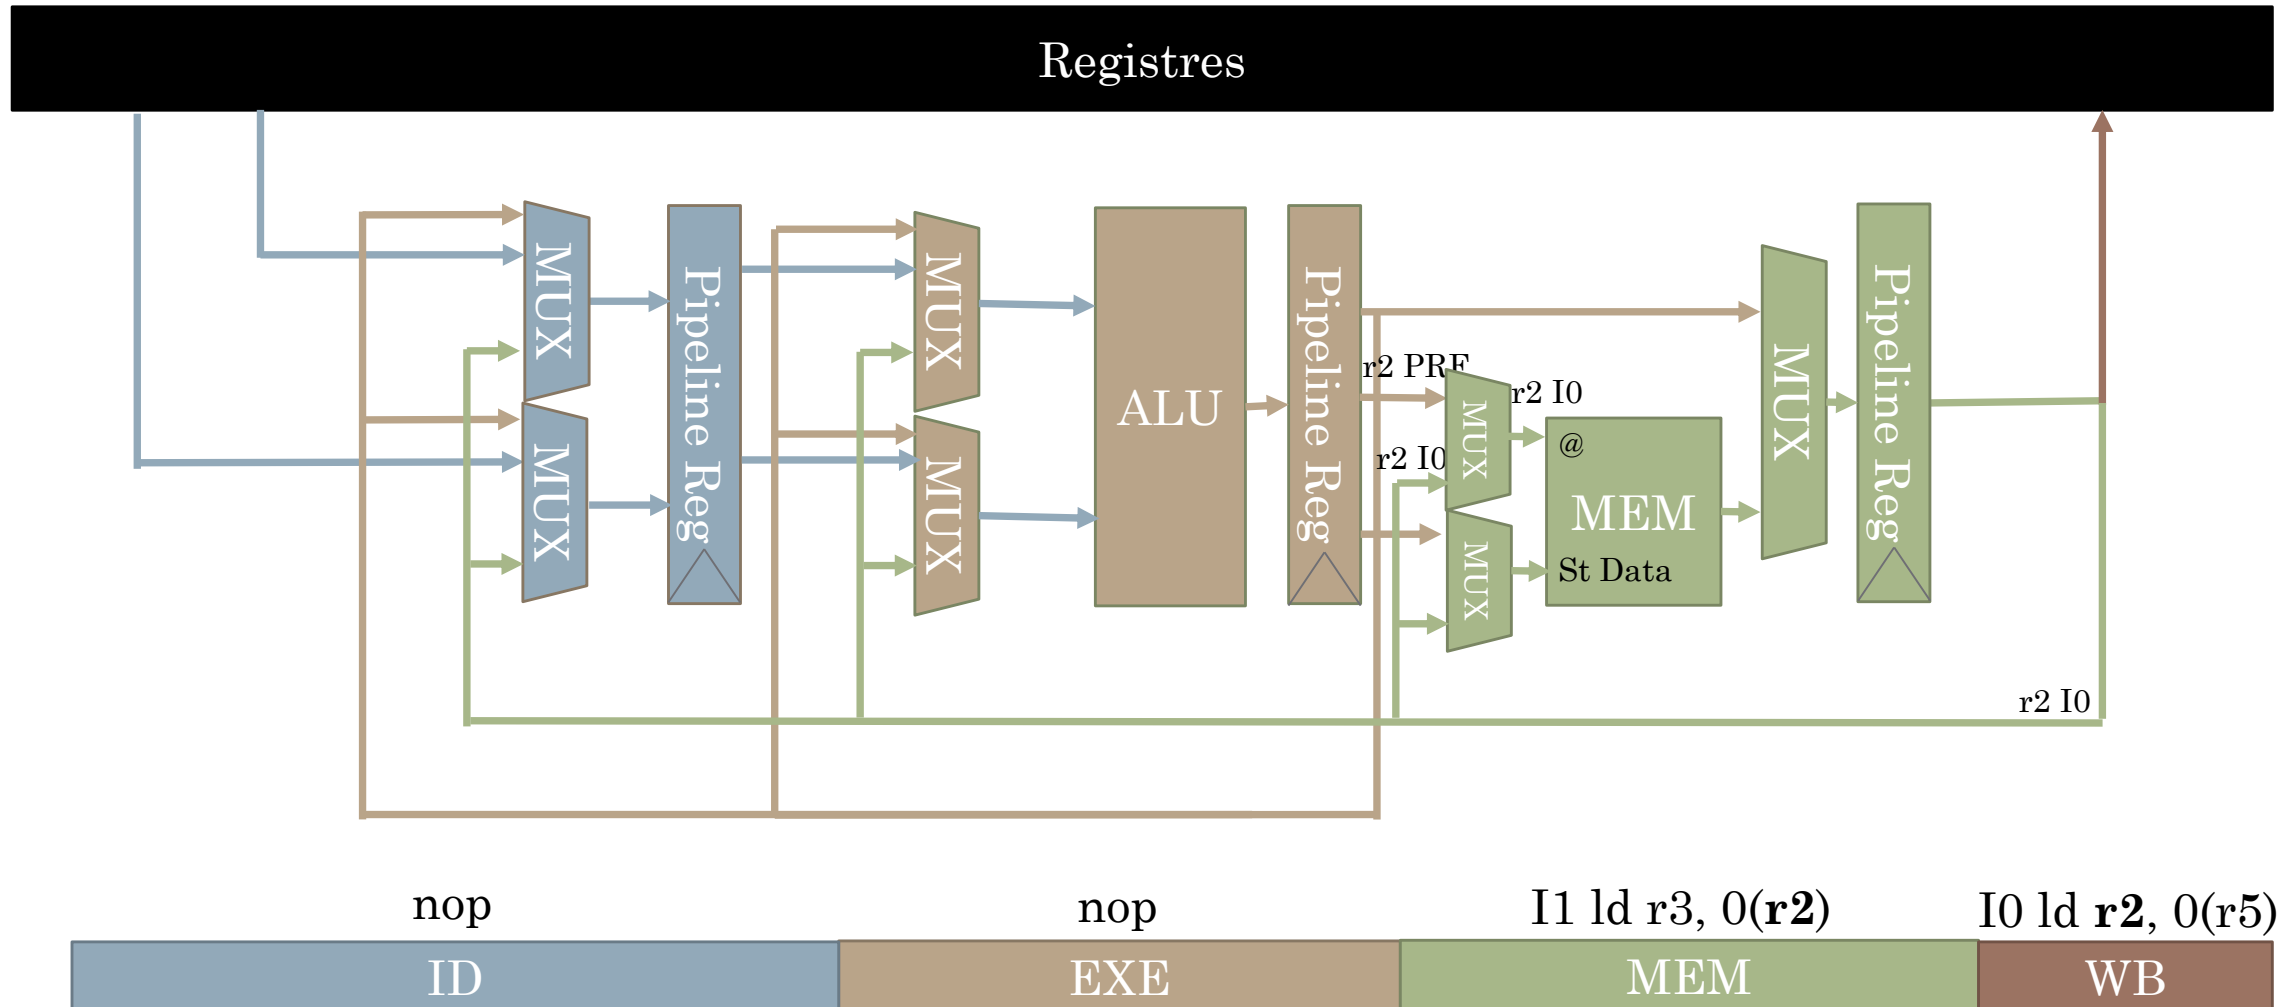 Registres
MUX
MUX
Pipeline Reg
MUX
MUX
ALU
Pipeline Reg
r2 PRF
r2 I0
r2 I0
MUX
MUX
@
MEM
St Data
MUX
Pipeline Reg
r2 I0
nop
nop
I1 ld r3, 0(r2)
I0 ld r2, 0(r5)
ID
EXE
MEM
WB